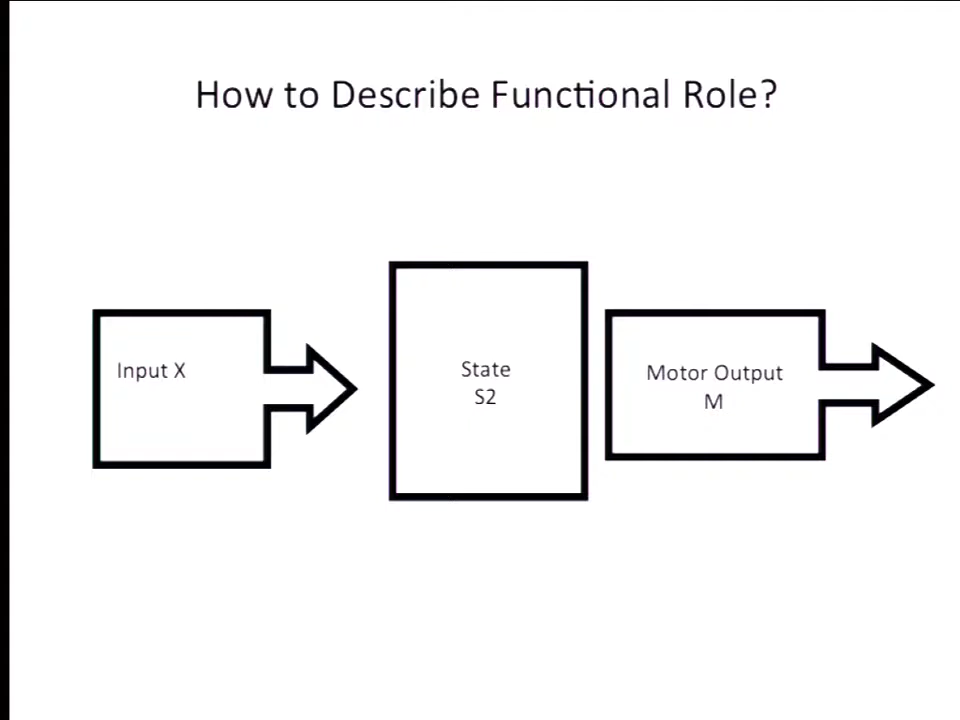 How to Describe Functional Role?
Input X
State
S2
Motor Output
M